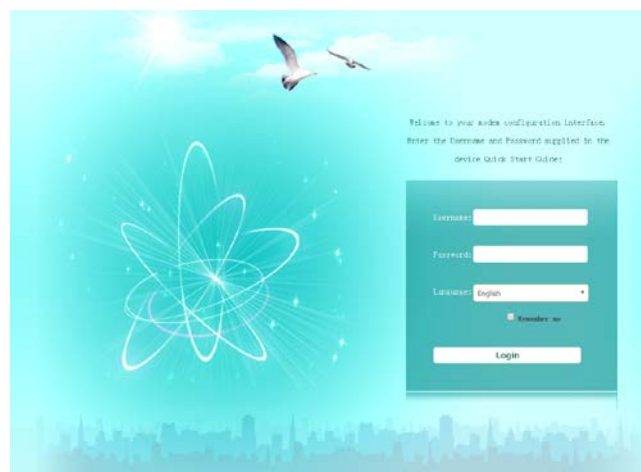 Welcome to your modem configuration interface.
Enter the Username and Password supplied in the
device Quick Start Guide:
Username:
Password:
Language: English
Remember me
Login